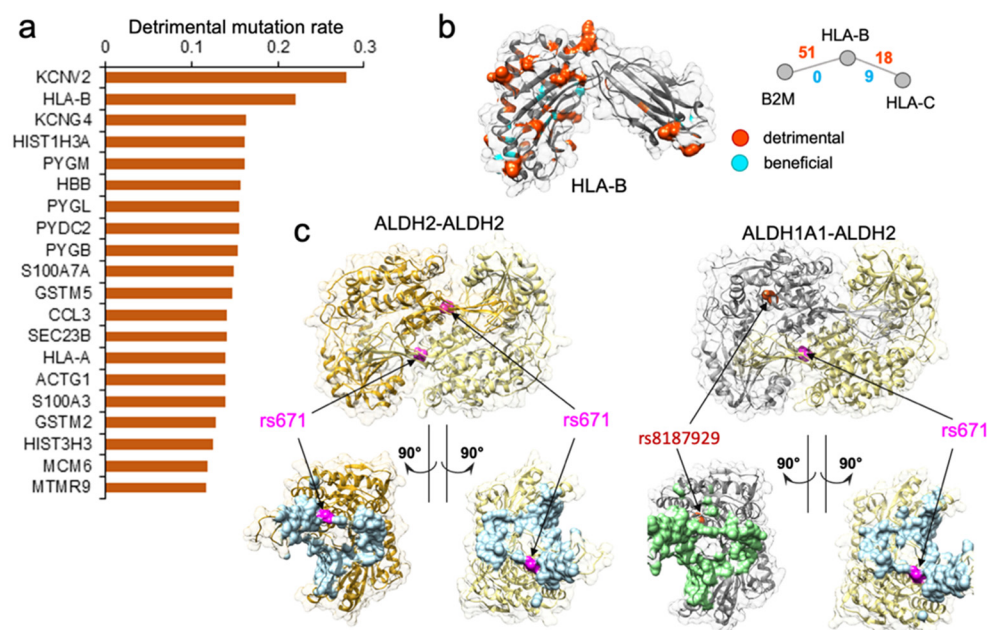 a
Detrimental mutation rate
0 0.1 0.2 0.3
KCNV2
HLA-B
KCNG4
HIST1H3A
PYGM
HBB
PYGL
PYDC2
PYGB
S100A7A
GSTM5
CCL3
SEC23B
HLA-A
ACTG1
S100A3
GSTM2
HIST3H3
MCM6
MTMR9
b
HLA-B
HLA-B
51 18
0 9
B2M
HLA-C
detrimental
beneficial
c
ALDH2-ALDH2
rs671
rs671
90° 90°
ALDH1A1-ALDH2
rs8187929
rs671
90° 90°